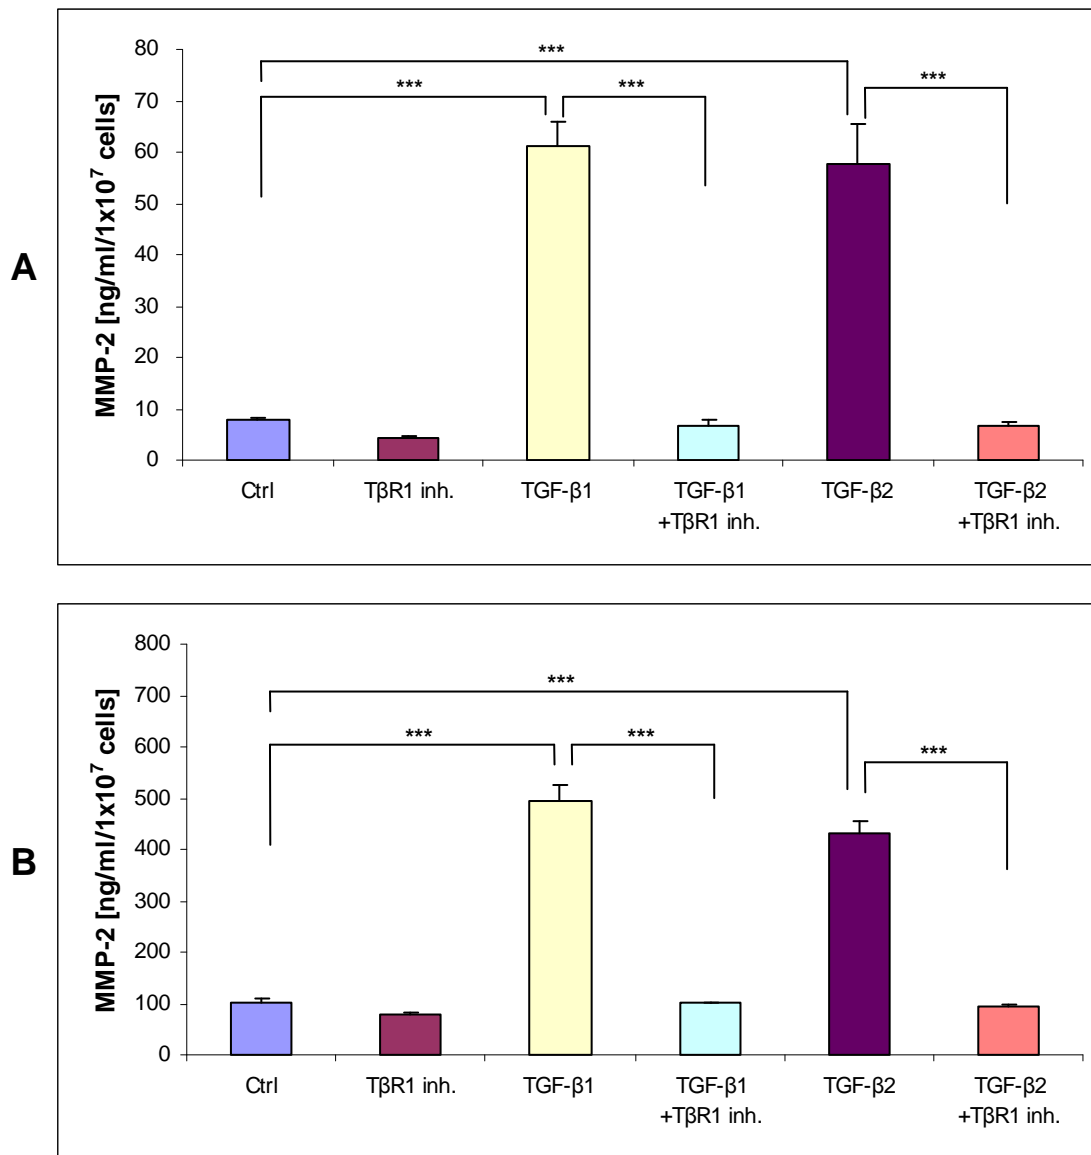 A
MMP-2 [ng/ml/1x10⁷ cells]
80
70
60
50
40
30
20
10
0
***
***
***
***
Ctrl
TβR1 inh.
TGF-β1
TGF-β1
+TβR1 inh.
TGF-β2
TGF-β2
+TβR1 inh.
B
MMP-2 [ng/ml/1x10⁷ cells]
800
700
600
500
400
300
200
100
0
***
***
***
***
Ctrl
TβR1 inh.
TGF-β1
TGF-β1
+TβR1 inh.
TGF-β2
TGF-β2
+TβR1 inh.